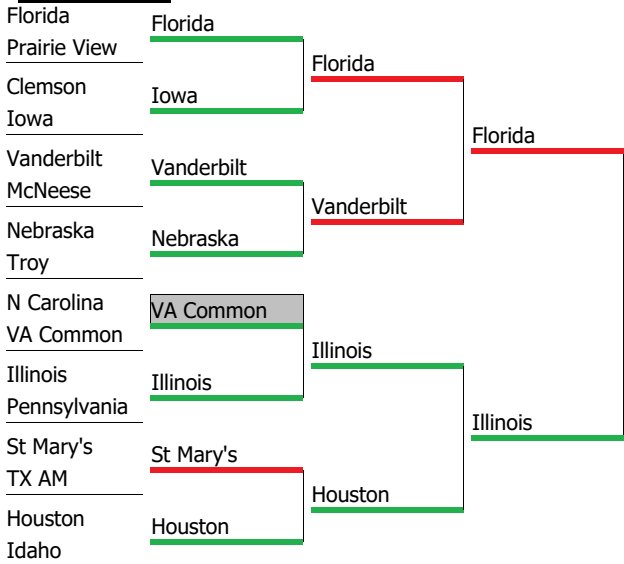 Florida
Prairie View
Clemson
Iowa
Vanderbilt
McNeese
Nebraska
Troy
N Carolina
VA Common
Illinois
Pennsylvania
St Mary's
TX AM
Houston
Idaho
Florida
Iowa
Vanderbilt
Nebraska
VA Common
Illinois
St Mary's
Houston
Florida
Vanderbilt
Illinois
Houston
Florida
Illinois